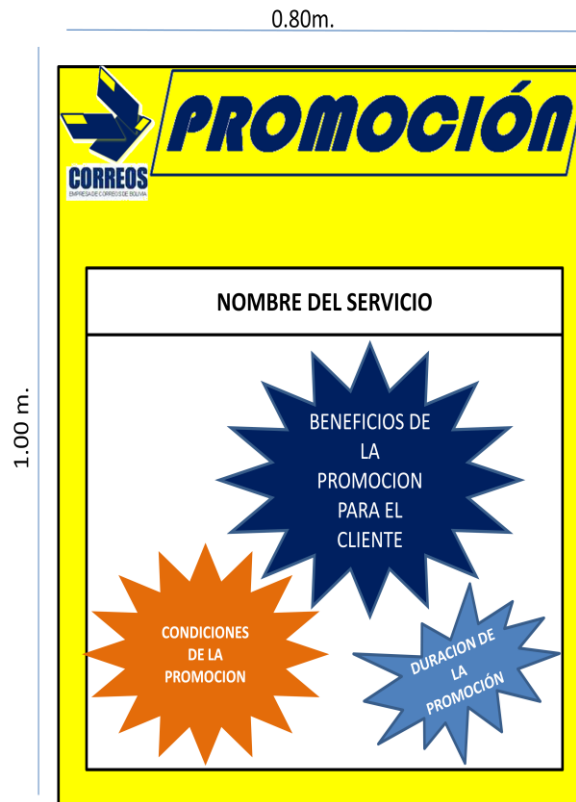 0.80m.
PROMOCIÓN
CORREOS
EMPRESA DE CORREOS DE BOLIVIA
1.00 m.
NOMBRE DEL SERVICIO
BENEFICIOS DE
LA
PROMOCION
PARA EL
CLIENTE
CONDICIONES
DE LA
PROMOCION
DURACION DE
LA
PROMOCIÓN